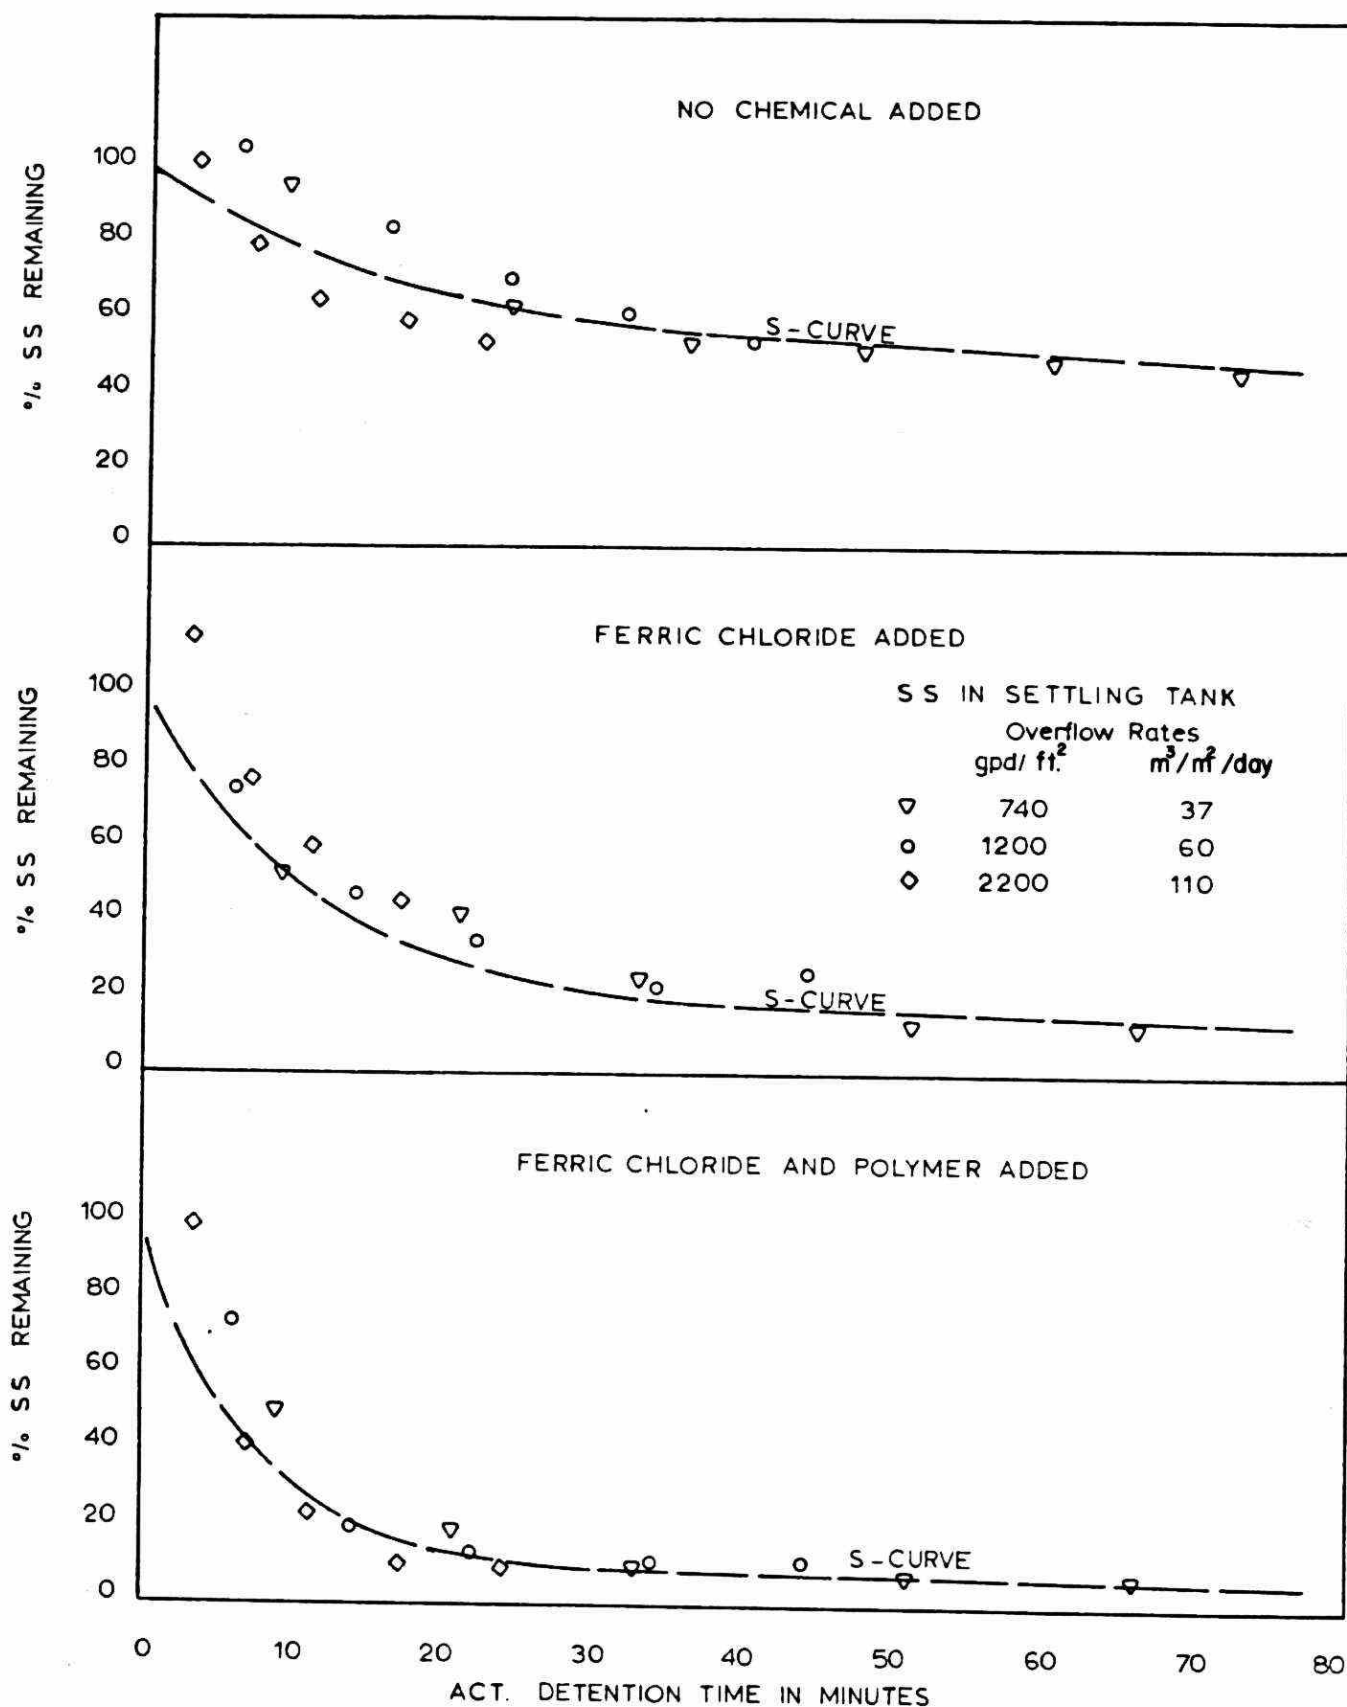 NO CHEMICAL ADDED
% SS REMAINING
100
80
60
40
20
0
S-CURVE
FERRIC CHLORIDE ADDED
% SS REMAINING
100
80
60
40
20
0
SS IN SETTLING TANK
Overflow Rates
gpd/ft.² m³/m²/day
▽ 740 37
○ 1200 60
◇ 2200 110
S-CURVE
FERRIC CHLORIDE AND POLYMER ADDED
% SS REMAINING
100
80
60
40
20
0
S-CURVE
0 10 20 30 40 50 60 70 80
ACT. DETENTION TIME IN MINUTES